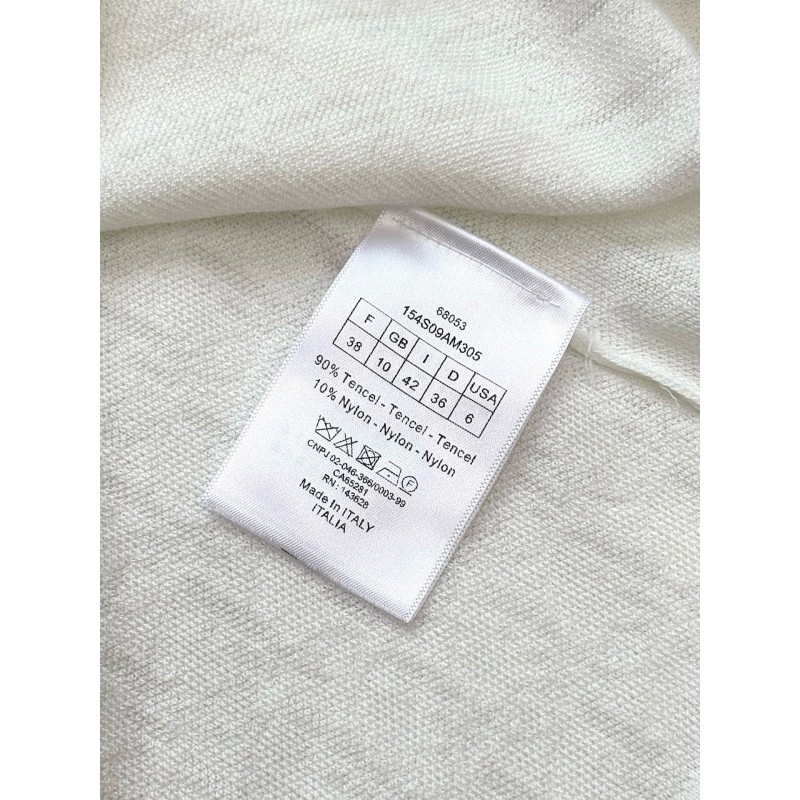 68053
154S09AM305
F GB I D USA
38 10 42 36 6
90% Tencel - Tencel - Tencel
10% Nylon - Nylon - Nylon
F
CNPJ 02-046-366/0003-99
CA65281
RN : 143628
Made In ITALY
ITALIA